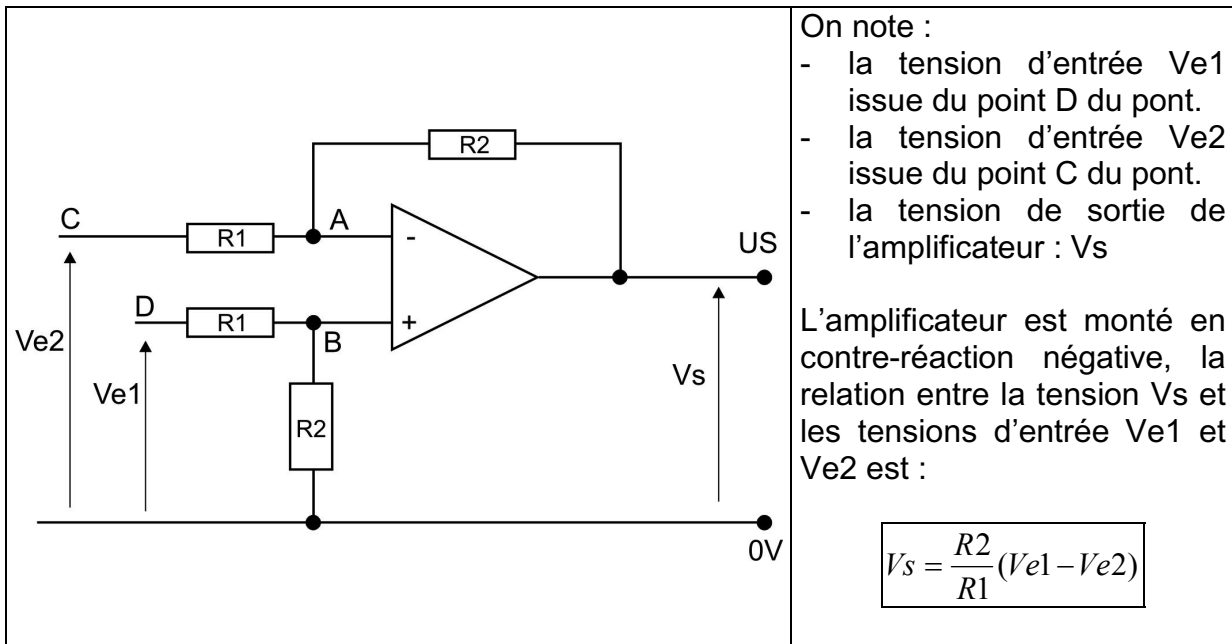 C
R1
A
R2
-
US
D
R1
B
+
Ve2
Ve1
Vs
R2
0V
On note :
- la tension d’entrée Ve1
issue du point D du pont.
- la tension d’entrée Ve2
issue du point C du pont.
- la tension de sortie de
l’amplificateur : Vs
L’amplificateur est monté en
contre-réaction négative, la
relation entre la tension Vs et
les tensions d’entrée Ve1 et
Ve2 est :
Vs = R2/R1 (Ve1 – Ve2)